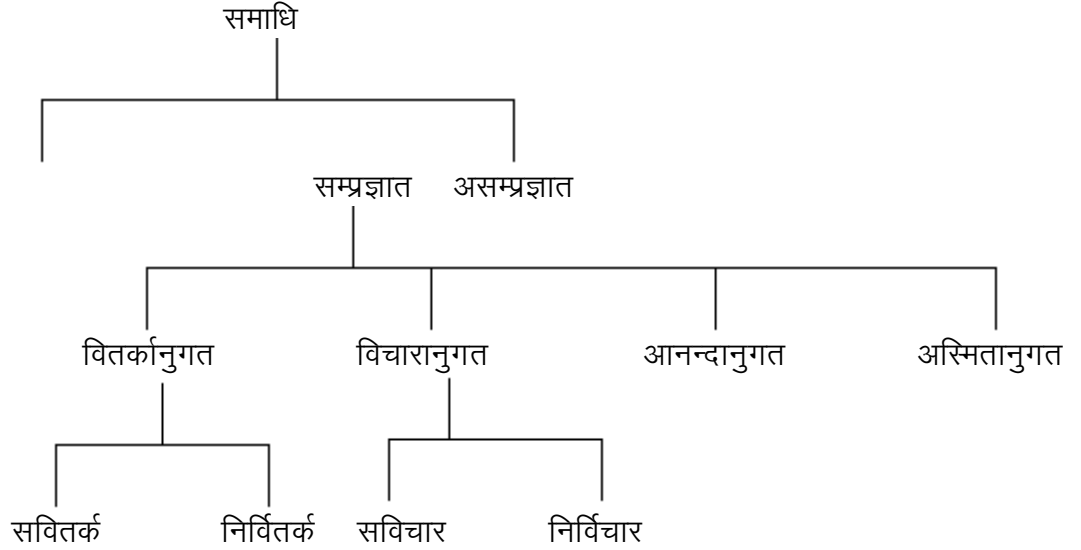 समाधि
सम्प्रज्ञात असम्प्रज्ञात
वितर्कानुगत विचारानुगत आनन्दानुगत अस्मितानुगत
सवितर्क निर्वितर्क सविचार निर्विचार